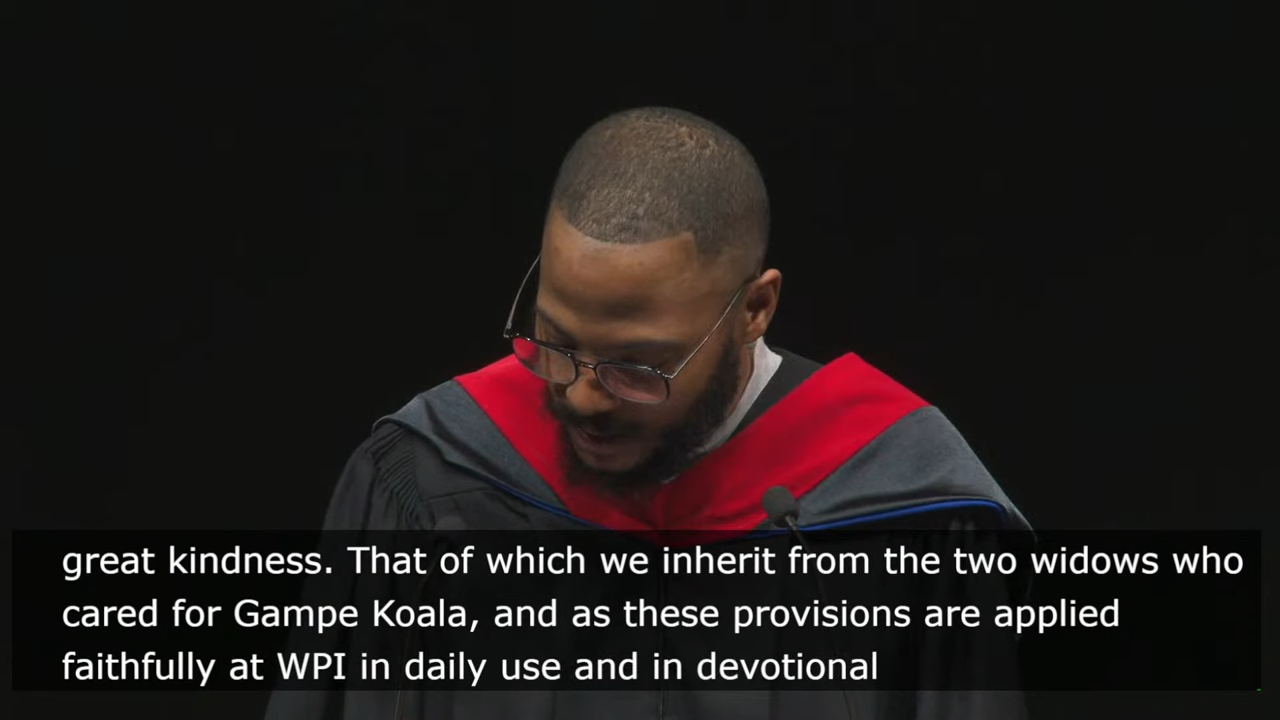 great kindness. That of which we inherit from the two widows who
cared for Gampe Koala, and as these provisions are applied
faithfully at WPI in daily use and in devotional